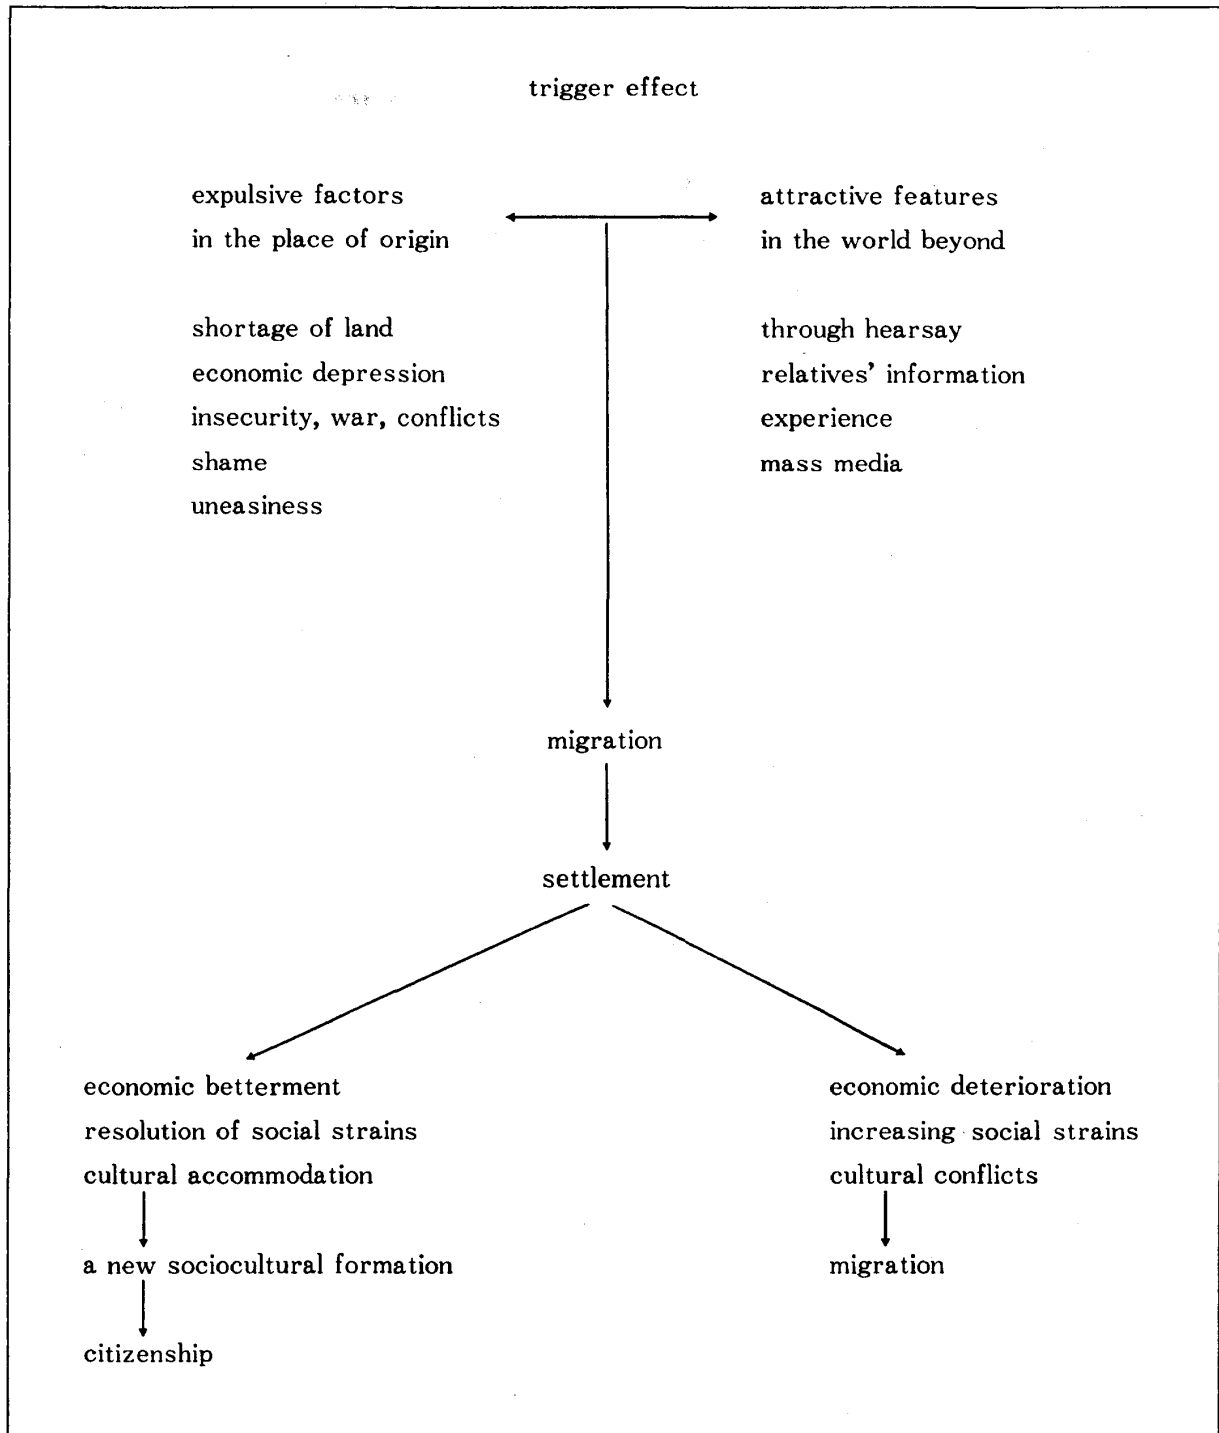 trigger effect
expulsive factors
in the place of origin
attractive features
in the world beyond
shortage of land
economic depression
insecurity, war, conflicts
shame
uneasiness
through hearsay
relatives' information
experience
mass media
migration
settlement
economic betterment
resolution of social strains
cultural accommodation
a new sociocultural formation
citizenship
economic deterioration
increasing social strains
cultural conflicts
migration